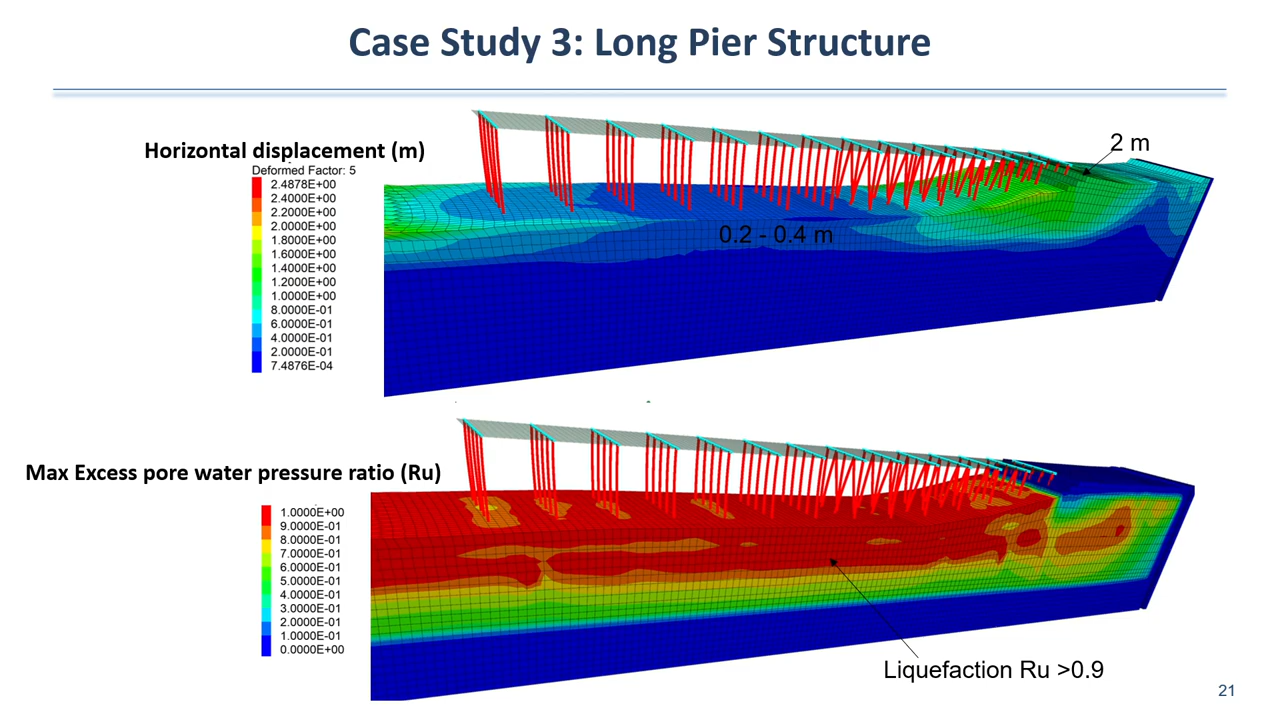 Case Study 3: Long Pier Structure
Horizontal displacement (m)
Deformed Factor: 5
2.4878E+00
2.4000E+00
2.2000E+00
2.0000E+00
1.8000E+00
1.6000E+00
1.4000E+00
1.2000E+00
1.0000E+00
8.0000E-01
6.0000E-01
4.0000E-01
2.0000E-01
7.4876E-04
2 m
0.2 - 0.4 m
Max Excess pore water pressure ratio (Ru)
1.0000E+00
9.0000E-01
8.0000E-01
7.0000E-01
6.0000E-01
5.0000E-01
4.0000E-01
3.0000E-01
2.0000E-01
1.0000E-01
0.0000E+00
Liquefaction Ru >0.9
21